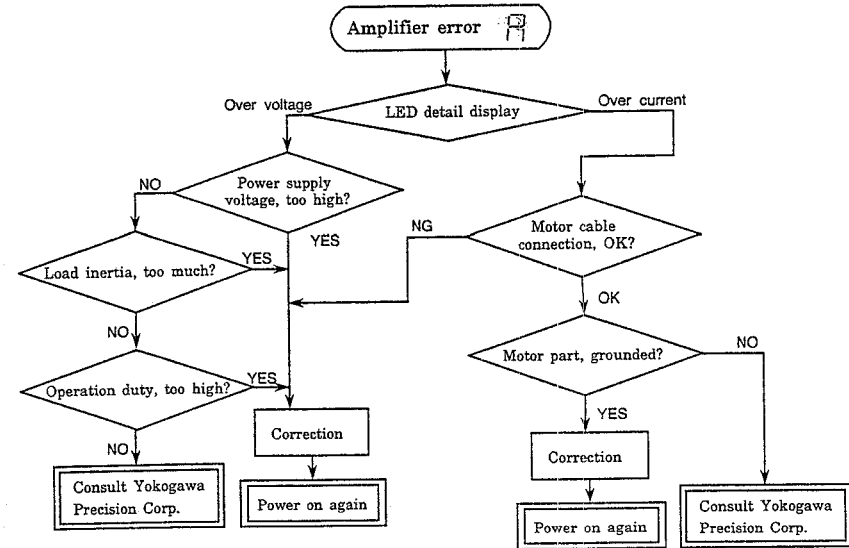 Amplifier error
Over voltage
LED detail display
Over current
NO
Power supply
voltage, too high?
YES
NG
Motor cable
connection, OK?
Load inertia, too much?
YES
OK
NO
Motor part, grounded?
NO
Operation duty, too high?
YES
YES
NO
Correction
Correction
Consult Yokogawa
Precision Corp.
Power on again
Power on again
Consult Yokogawa
Precision Corp.